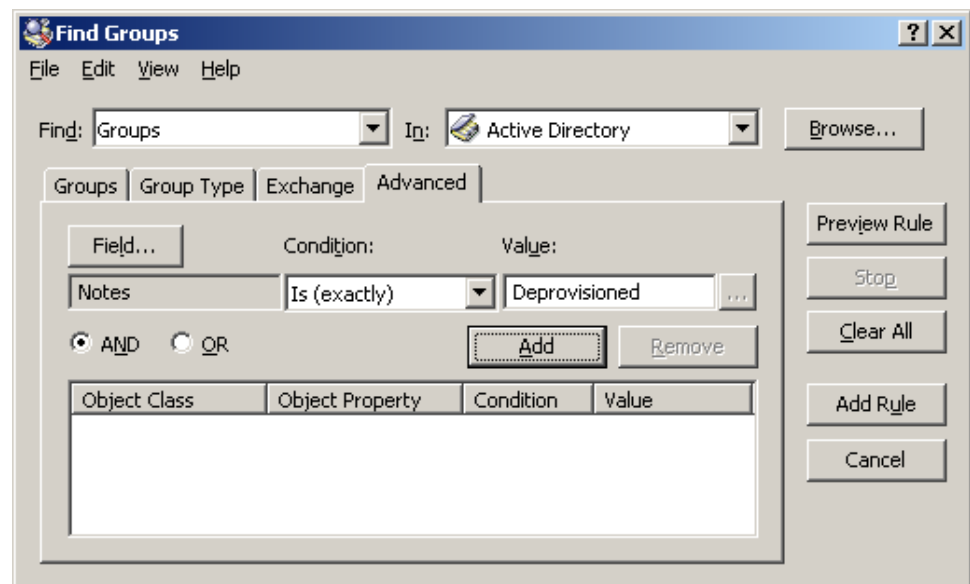 Find Groups
File Edit View Help
Find: Groups In: Active Directory Browse...
Groups Group Type Exchange Advanced
Field... Condition: Value:
Notes Is (exactly) Deprovisioned ...
AND OR Add Remove
Object Class Object Property Condition Value
Preview Rule
Stop
Clear All
Add Rule
Cancel